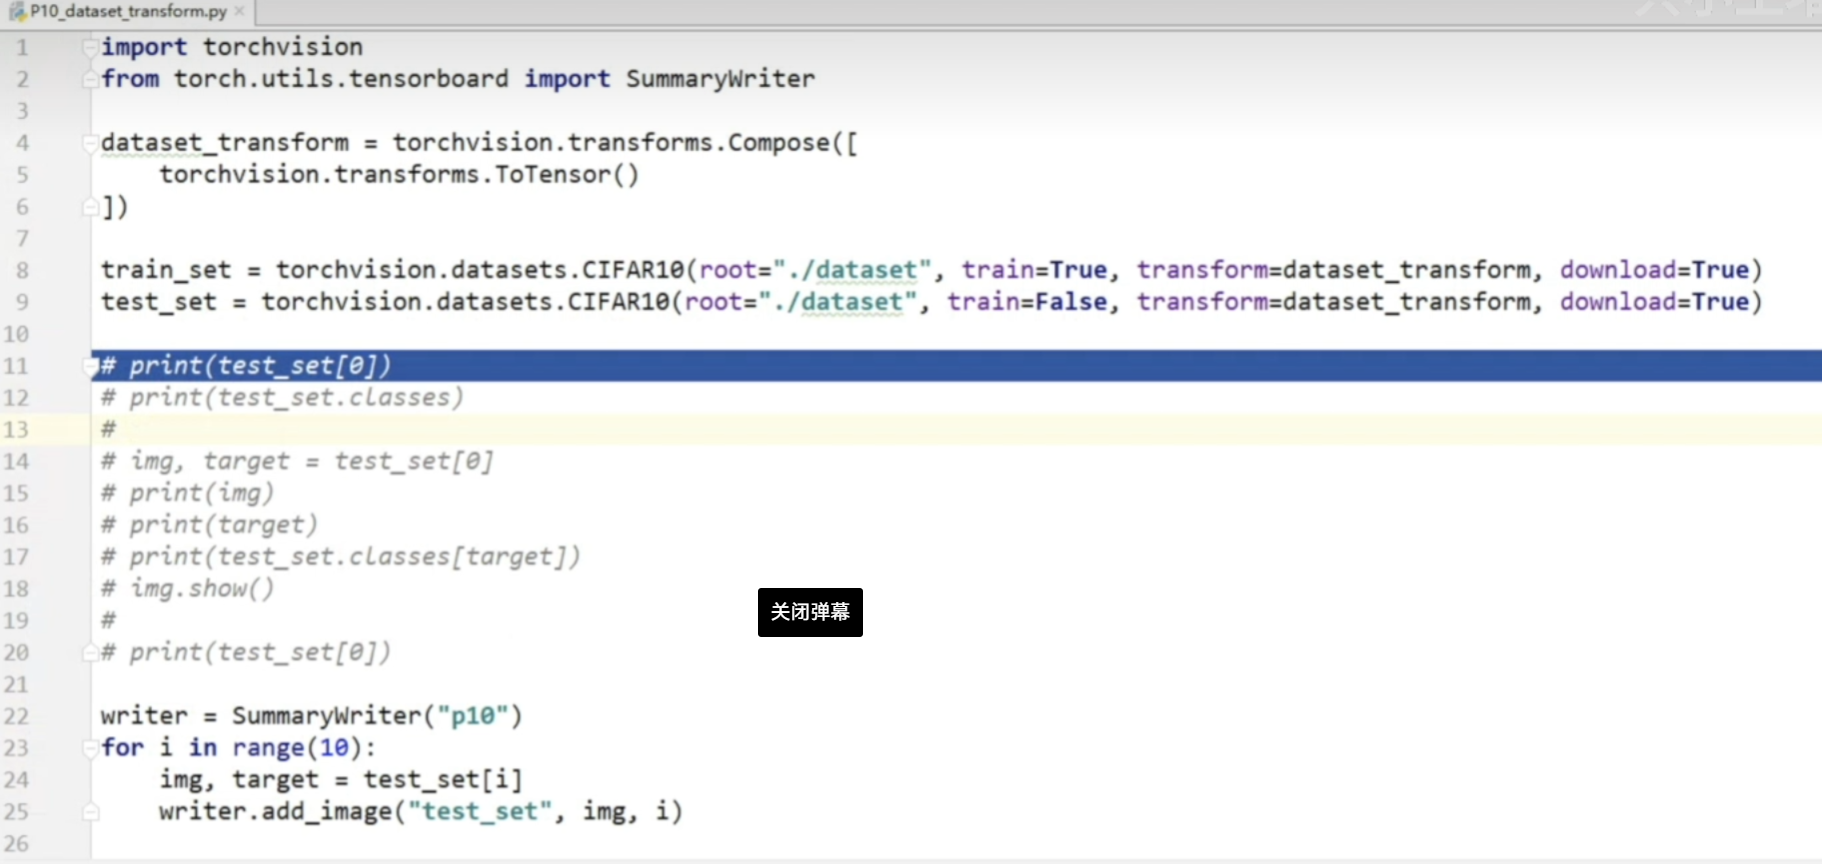 P10_dataset_transform.py ×
1 import torchvision
2 from torch.utils.tensorboard import SummaryWriter
3
4 dataset_transform = torchvision.transforms.Compose([
5     torchvision.transforms.ToTensor()
6 ])
7
8 train_set = torchvision.datasets.CIFAR10(root="./dataset", train=True, transform=dataset_transform, download=True)
9 test_set = torchvision.datasets.CIFAR10(root="./dataset", train=False, transform=dataset_transform, download=True)
10
11 # print(test_set[0])
12 # print(test_set.classes)
13 #
14 # img, target = test_set[0]
15 # print(img)
16 # print(target)
17 # print(test_set.classes[target])
18 # img.show()
关闭弹幕
19 #
20 # print(test_set[0])
21
22 writer = SummaryWriter("p10")
23 for i in range(10):
24     img, target = test_set[i]
25     writer.add_image("test_set", img, i)
26